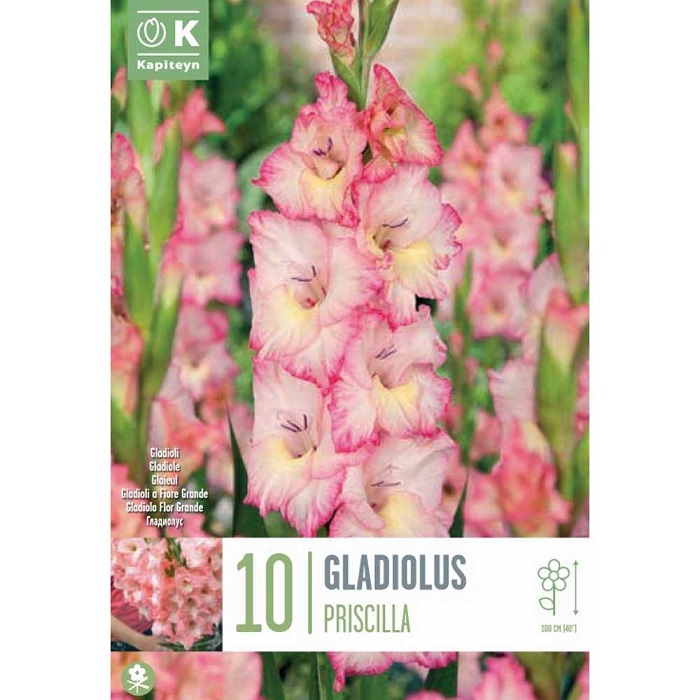 K
Kapiteyn
Gladioli
Gladiole
Glaïeul
Gladioli a Fiore Grande
Gladiolo Flor Grande
Гладиолус
10
GLADIOLUS
PRISCILLA
100 CM (40")